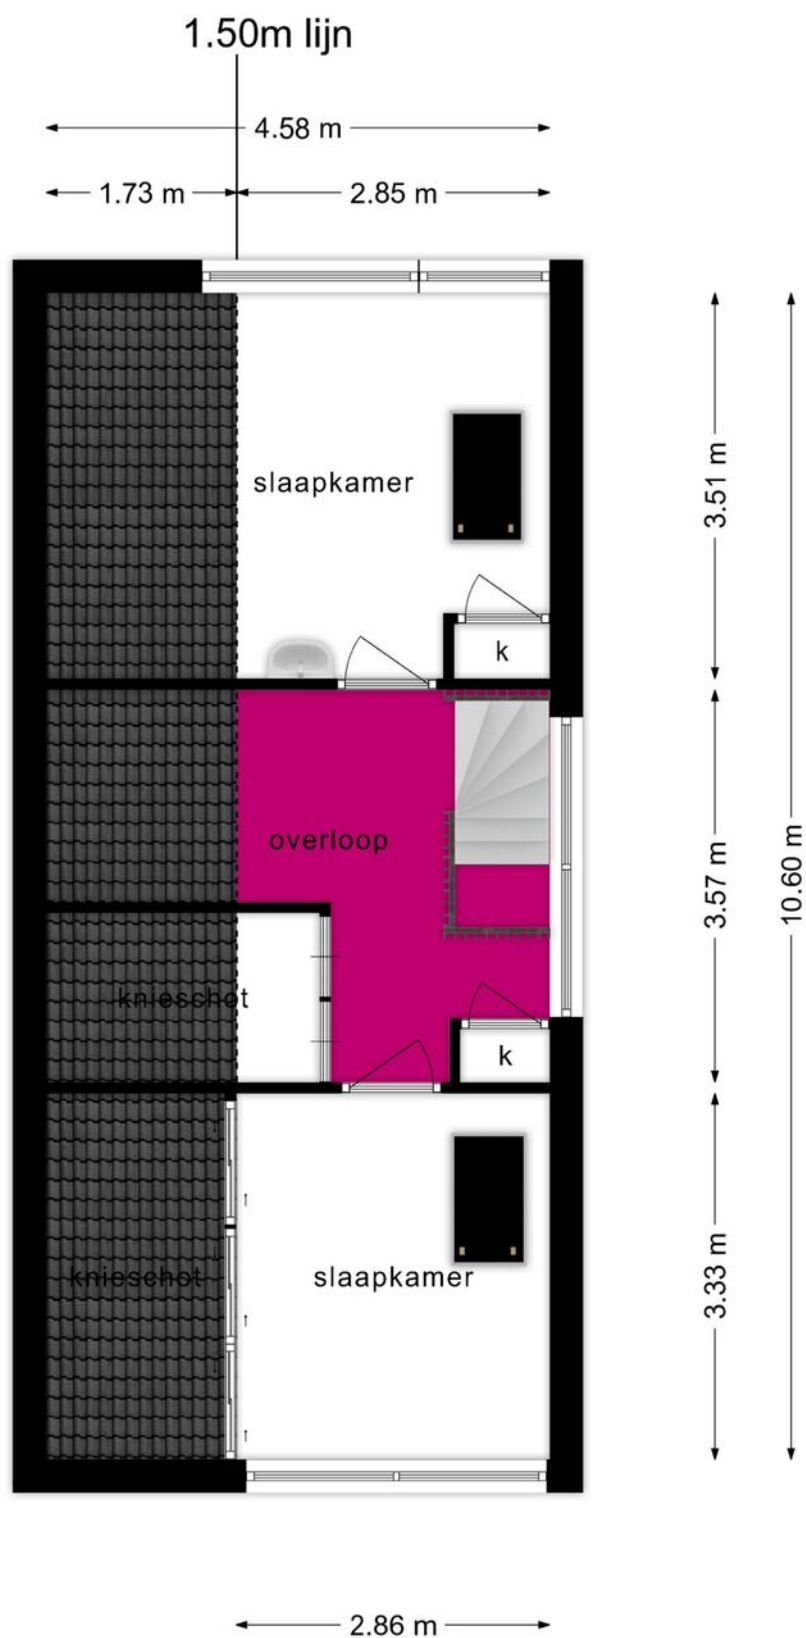 1.50m lijn
4.58 m
1.73 m
2.85 m
slaapkamer
3.51 m
k
overloop
3.57 m
10.60 m
knieschot
k
knieschot
slaapkamer
3.33 m
2.86 m